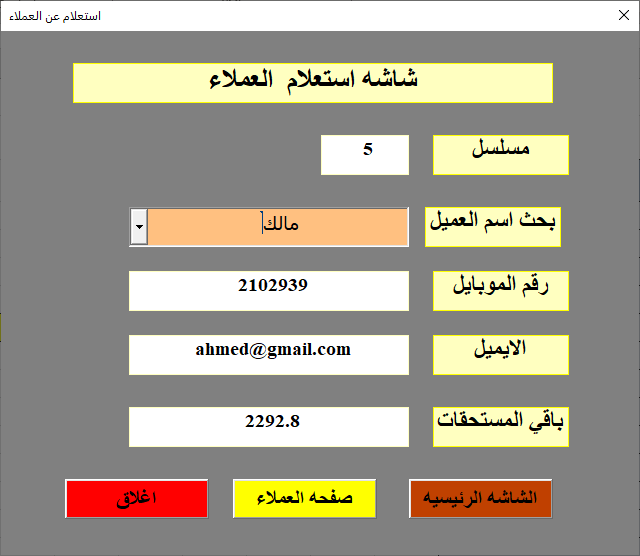 استعلام عن العملاء
شاشه استعلام العملاء
مسلسل 5
بحث اسم العميل مالك
رقم الموبايل 2102939
الايميل ahmed@gmail.com
باقي المستحقات 2292.8
الشاشه الرئيسيه صفحه العملاء اغلاق